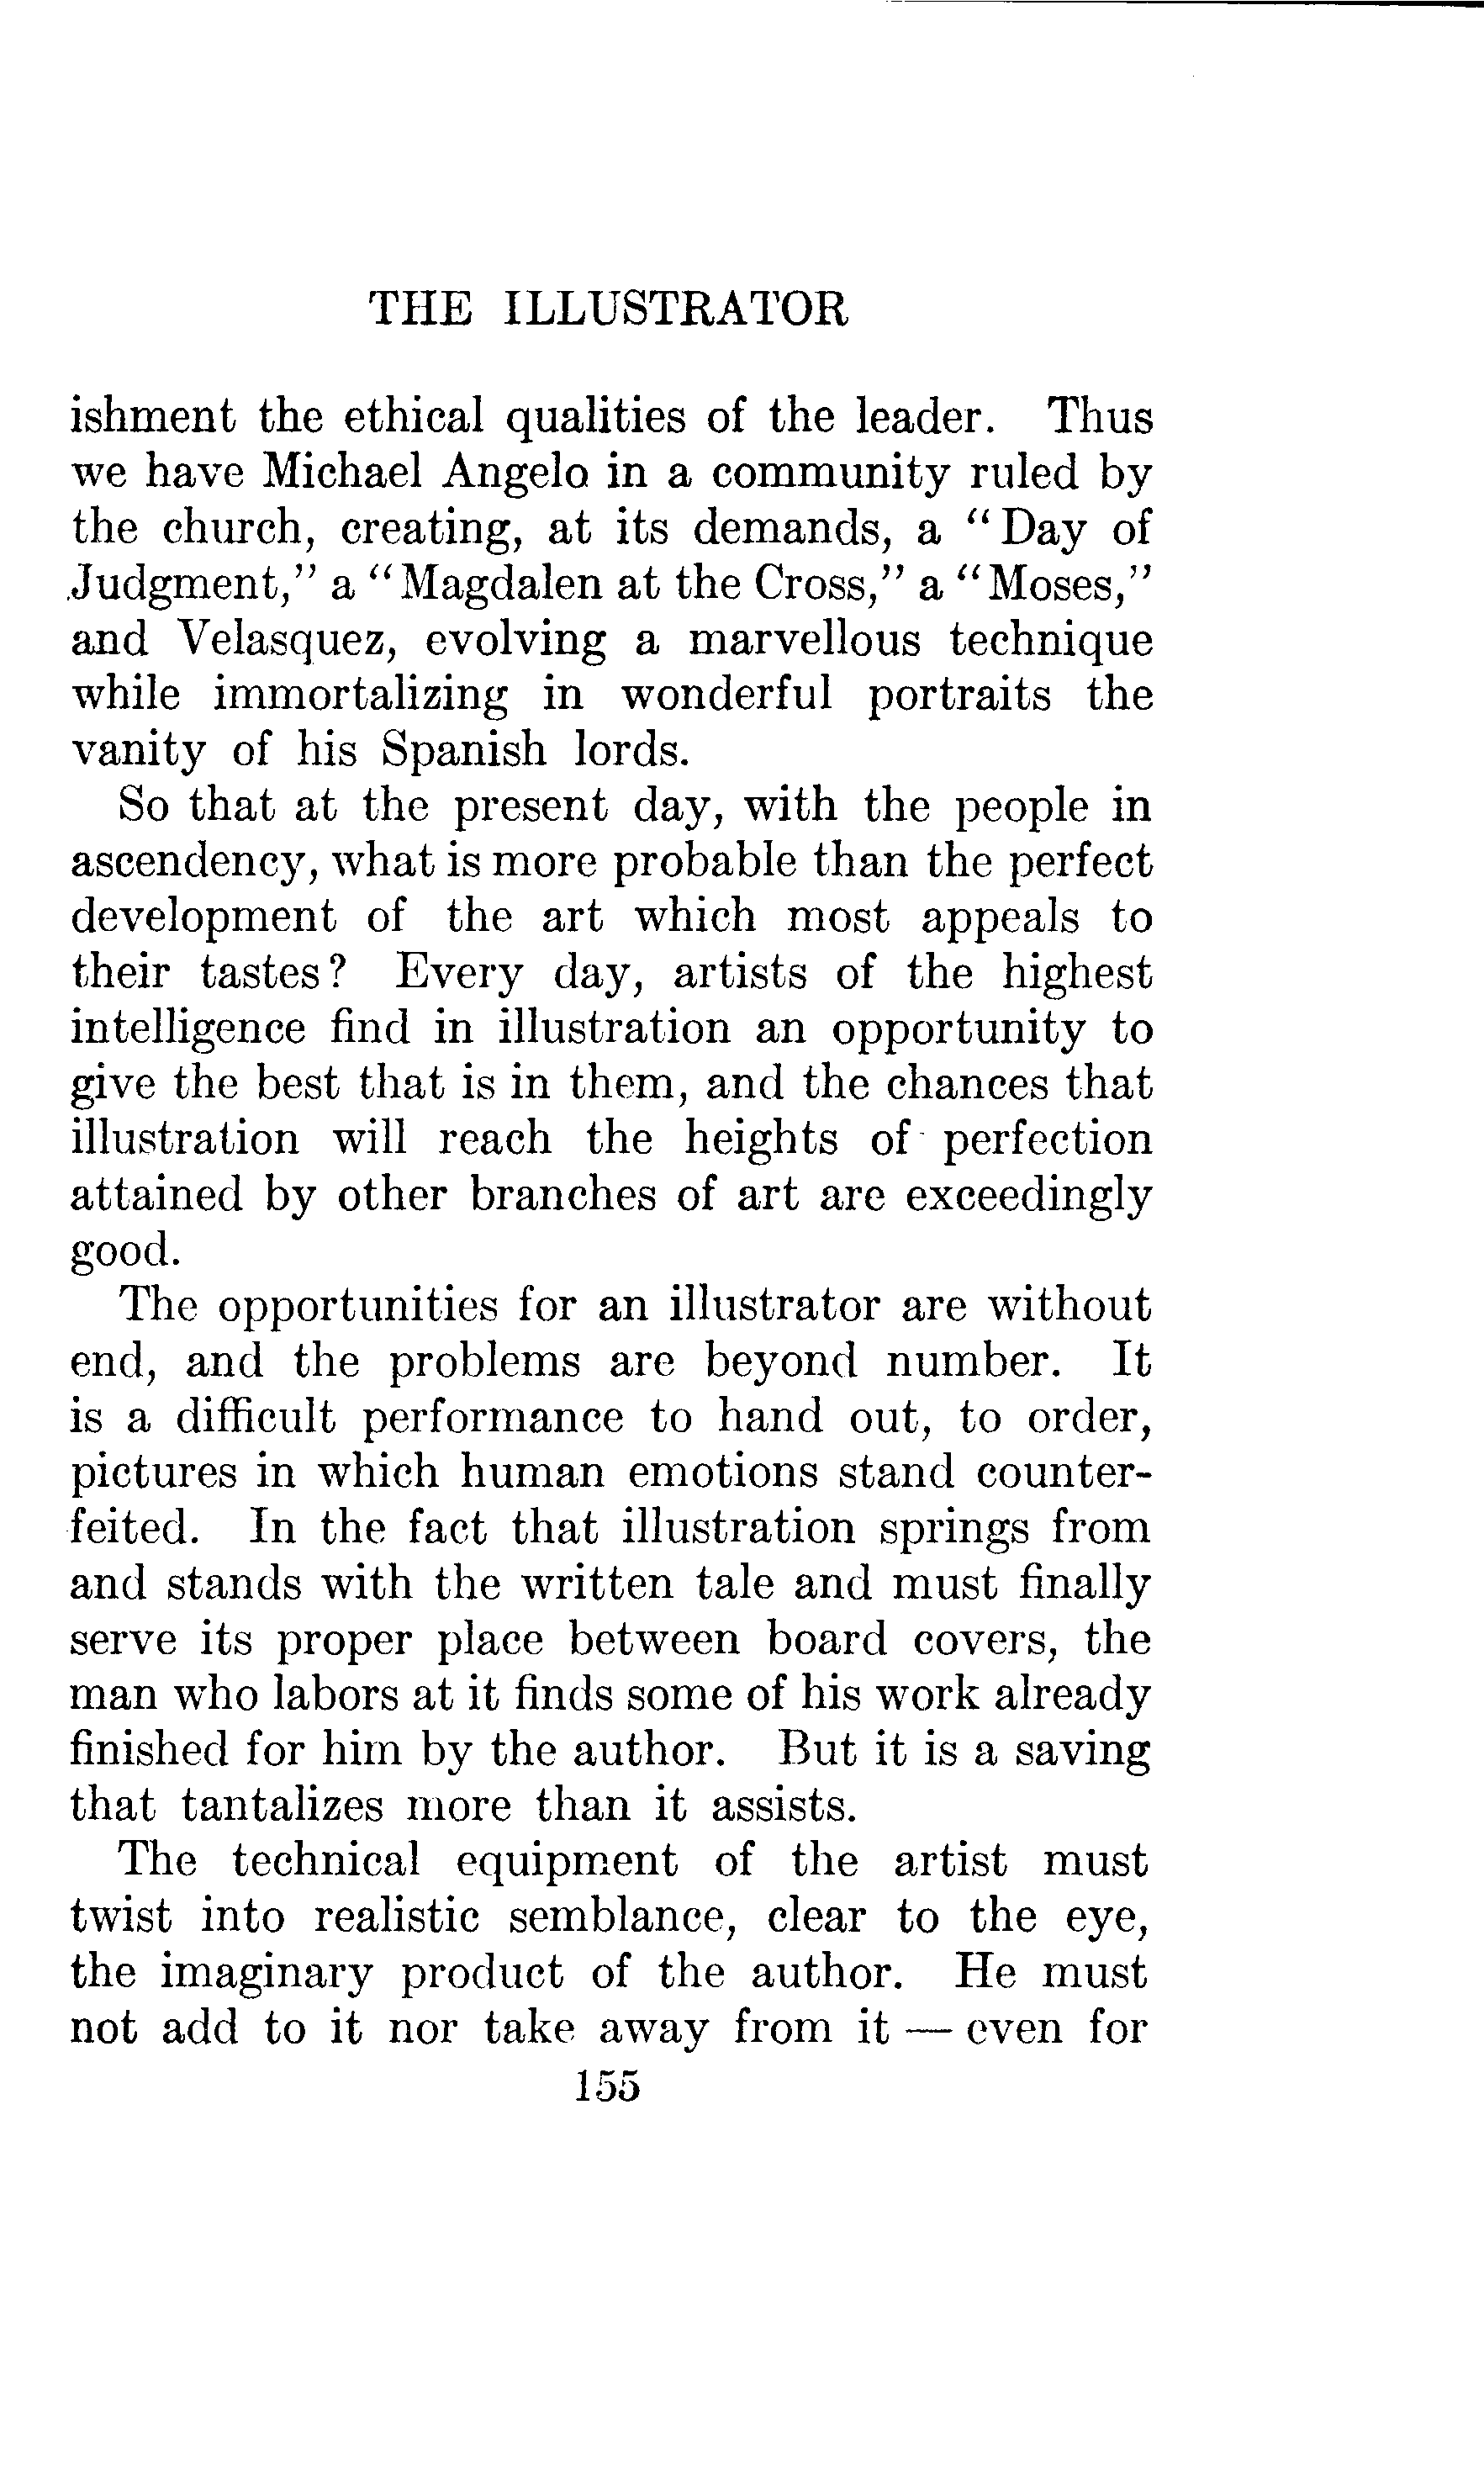 THE ILLUSTRATOR
ishment the ethical qualities of the leader. Thus
we have Michael Angelo in a community ruled by
the church, creating, at its demands, a "Day of
Judgment," a "Magdalen at the Cross," a "Moses,"
and Velasquez, evolving a marvellous technique
while immortalizing in wonderful portraits the
vanity of his Spanish lords.
So that at the present day, with the people in
ascendency, what is more probable than the perfect
development of the art which most appeals to
their tastes? Every day, artists of the highest
intelligence find in illustration an opportunity to
give the best that is in them, and the chances that
illustration will reach the heights of perfection
attained by other branches of art are exceedingly
good.
The opportunities for an illustrator are without
end, and the problems are beyond number. It
is a difficult performance to hand out, to order,
pictures in which human emotions stand counter-
feited. In the fact that illustration springs from
and stands with the written tale and must finally
serve its proper place between board covers, the
man who labors at it finds some of his work already
finished for him by the author. But it is a saving
that tantalizes more than it assists.
The technical equipment of the artist must
twist into realistic semblance, clear to the eye,
the imaginary product of the author. He must
not add to it nor take away from it — even for
155